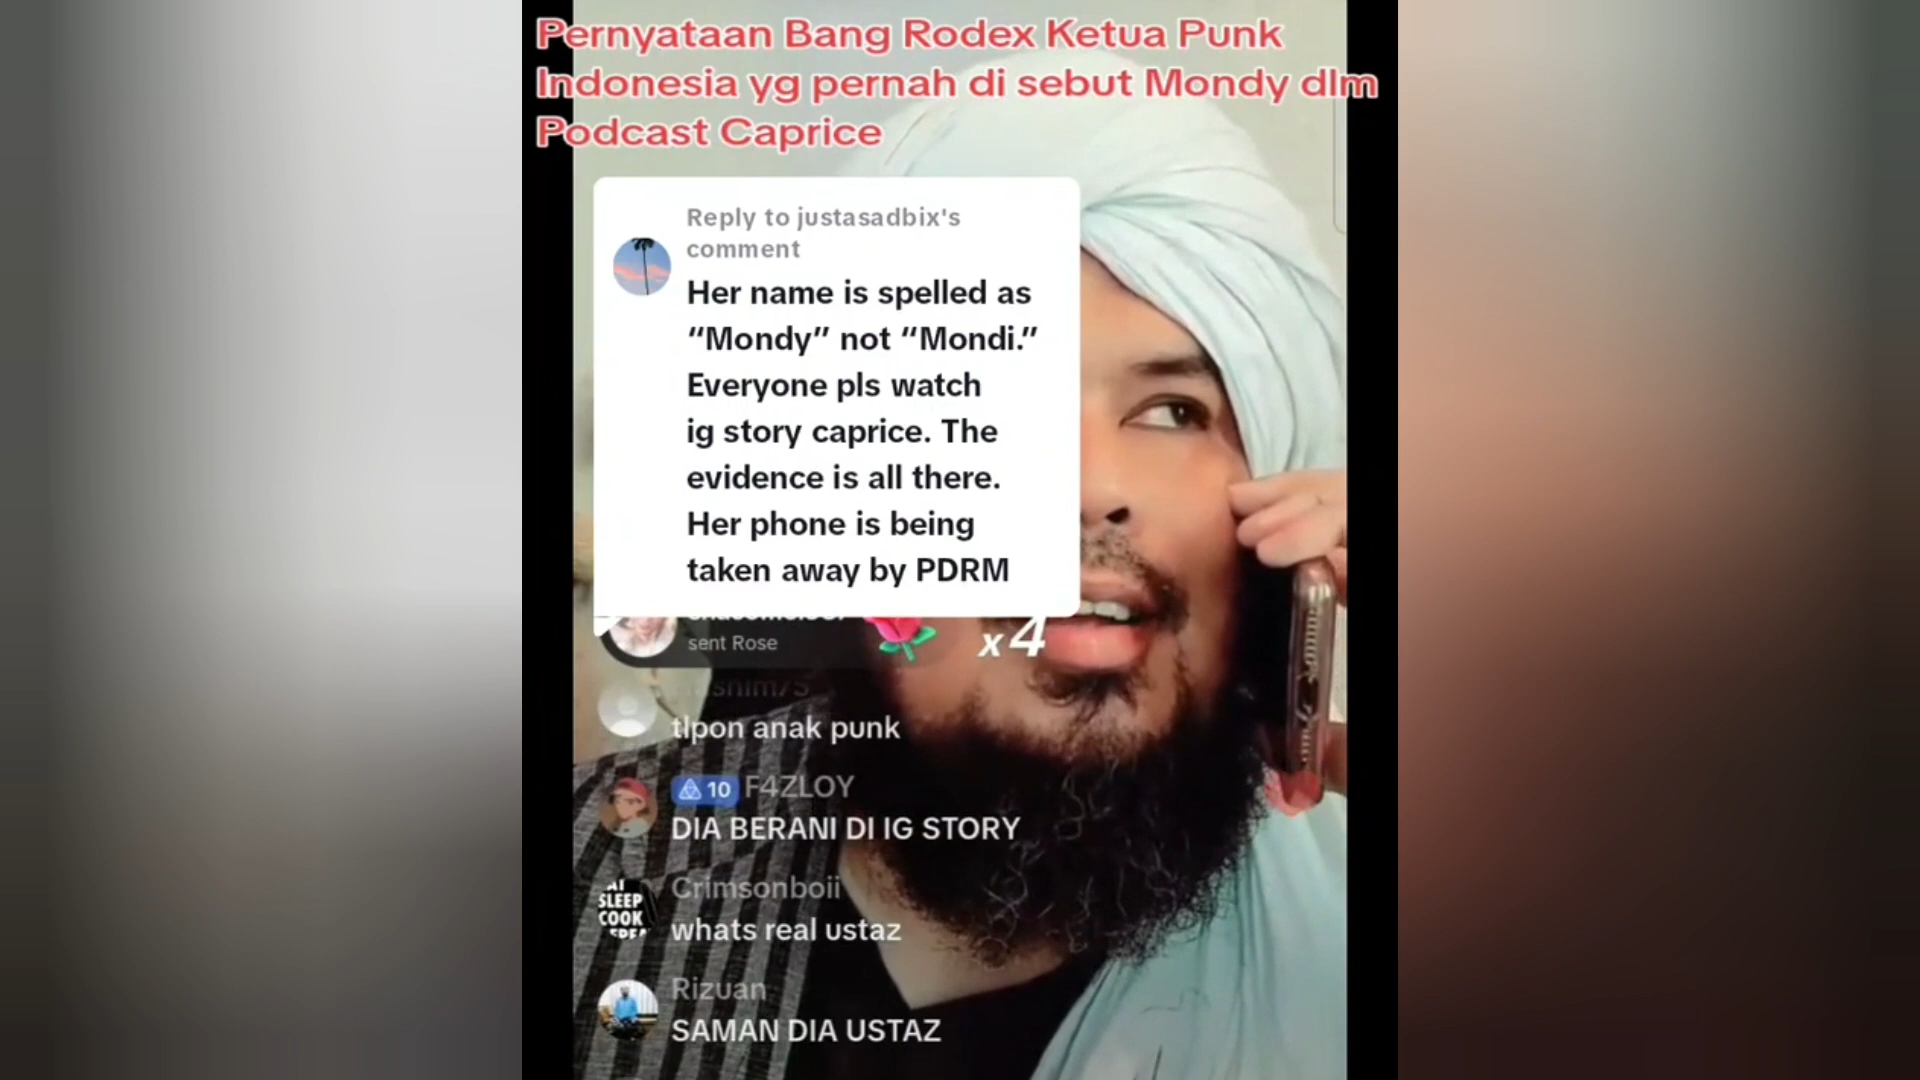 Pernyataan Bang Rodex Ketua Punk
Indonesia yg pernah di sebut Mondy dlm
Podcast Caprice
Reply to justasadbix's
comment
Her name is spelled as
“Mondy” not “Mondi.”
Everyone pls watch
ig story caprice. The
evidence is all there.
Her phone is being
taken away by PDRM
sent Rose
x4
tlpon anak punk
10 F4ZLOY
DIA BERANI DI IG STORY
Crimsonboii
SLEEP
COOK
whats real ustaz
Rizuan
SAMAN DIA USTAZ